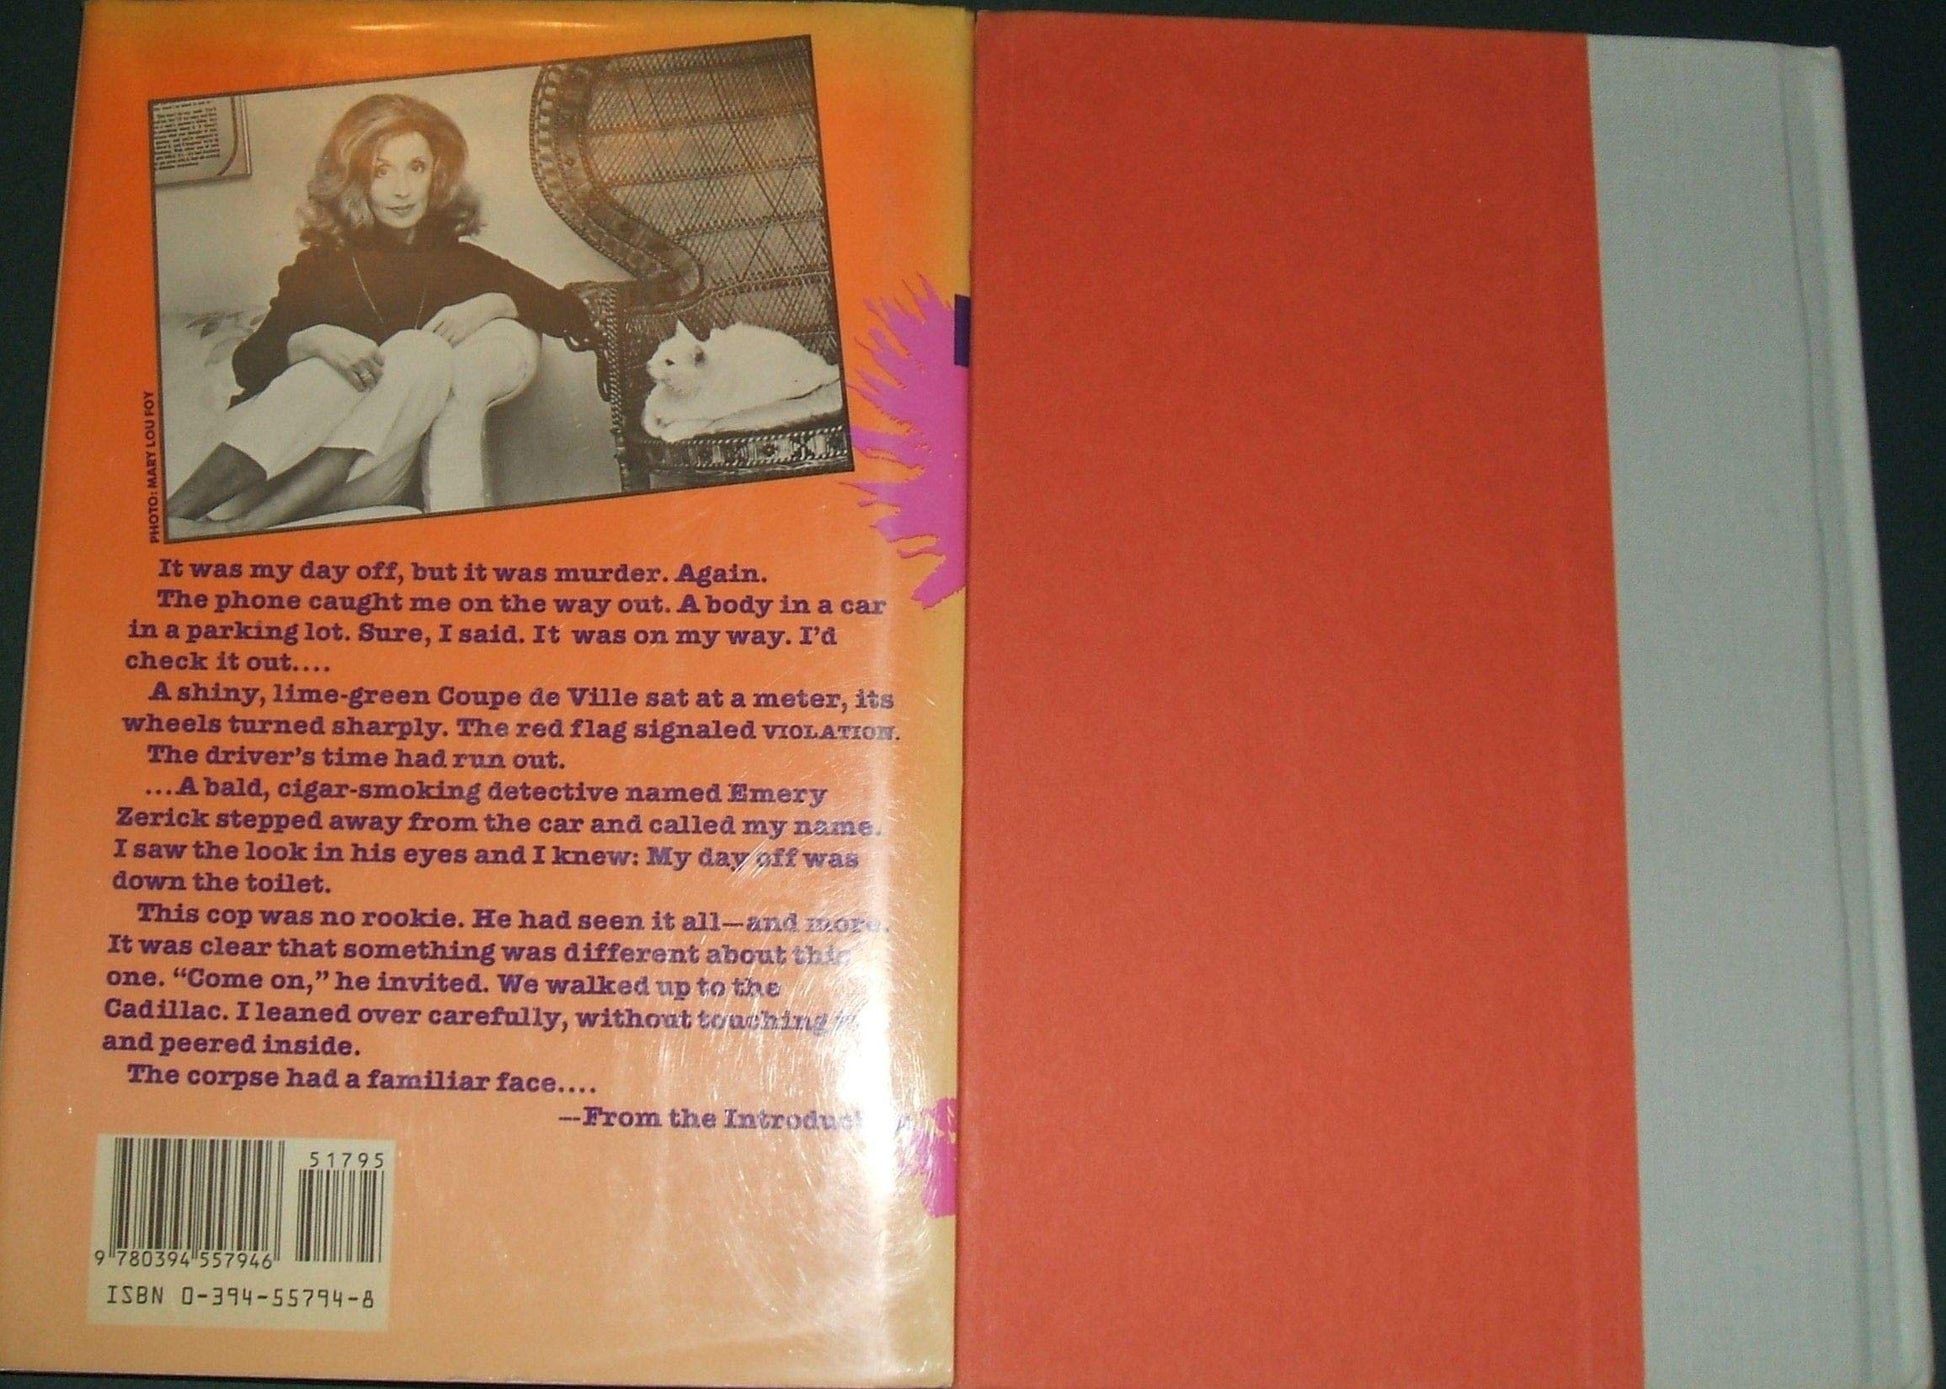 PHOTO: MARY LOU FOY
It was my day off, but it was murder. Again.
The phone caught me on the way out. A body in a car
in a parking lot. Sure, I said. It was on my way. I'd
check it out....
A shiny, lime-green Coupe de Ville sat at a meter, its
wheels turned sharply. The red flag signaled VIOLATION.
The driver's time had run out.
...A bald, cigar-smoking detective named Emery
Zerick stepped away from the car and called my name.
I saw the look in his eyes and I knew: My day off was
down the toilet.
This cop was no rookie. He had seen it all—and more.
It was clear that something was different about this
one. "Come on," he invited. We walked up to the
Cadillac. I leaned over carefully, without touching
and peered inside.
The corpse had a familiar face....
—From the
51795
9 780394 557946
ISBN 0-394-55794-8